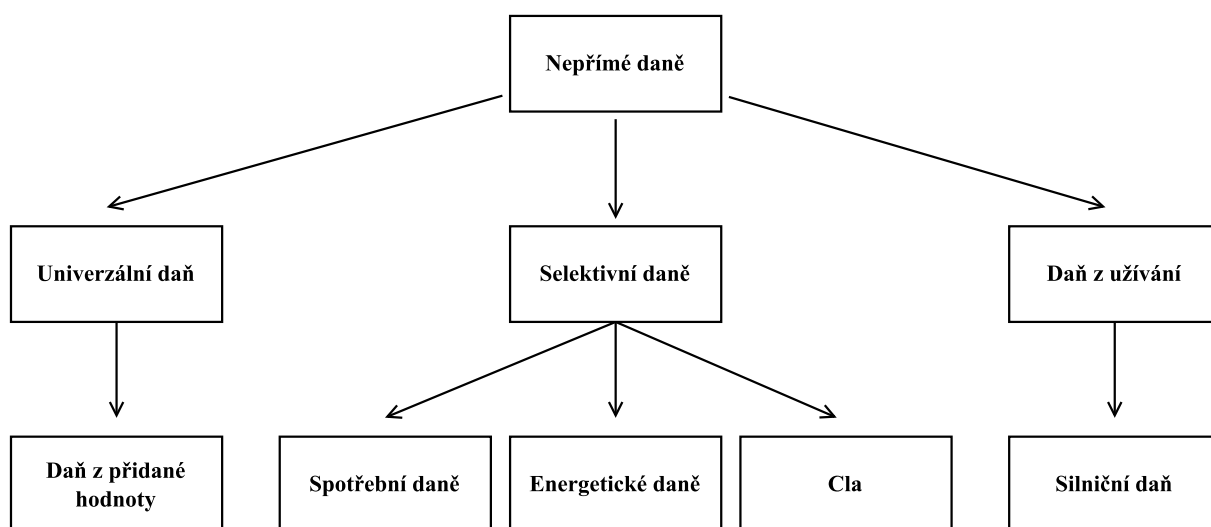 Nepřímé daně
Univerzální daň
Selektivní daně
Daň z užívání
Daň z přidané
hodnoty
Spotřební daně
Energetické daně
Cla
Silniční daň